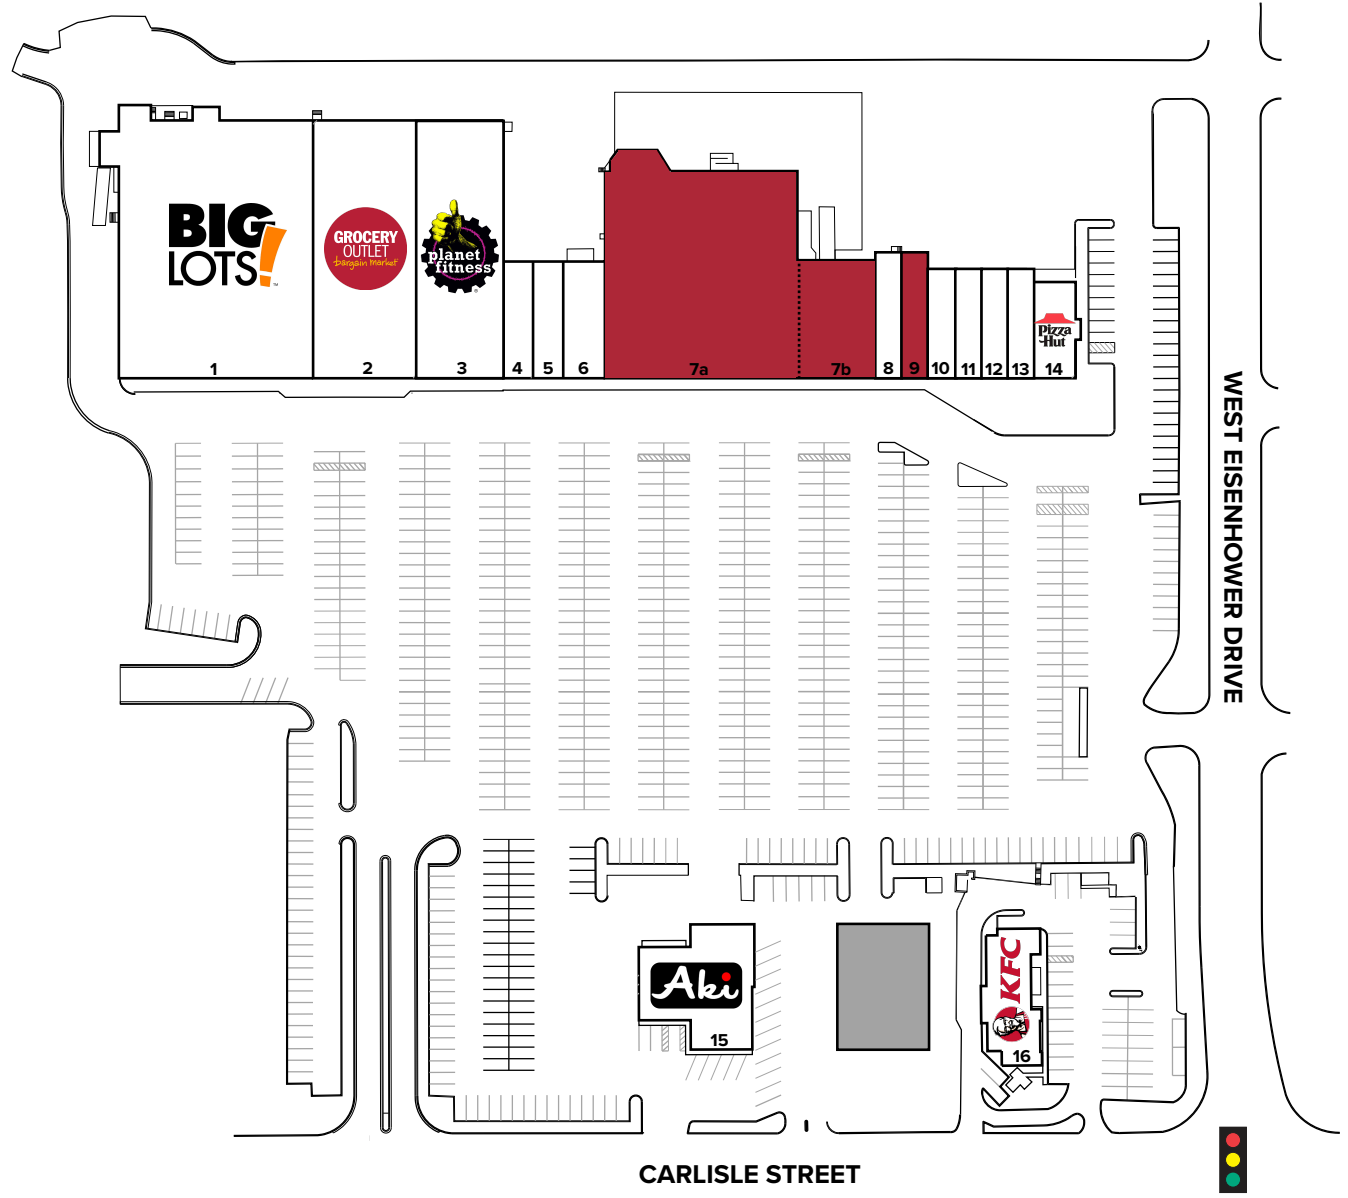 BIG
LOTS!
GROCERY
OUTLET
bargain market
planet
fitness
Pizza
Hut
1
2
3
4
5
6
7a
7b
8
9
10
11
12
13
14
WEST EISENHOWER DRIVE
Aki
15
KFC
16
CARLISLE STREET